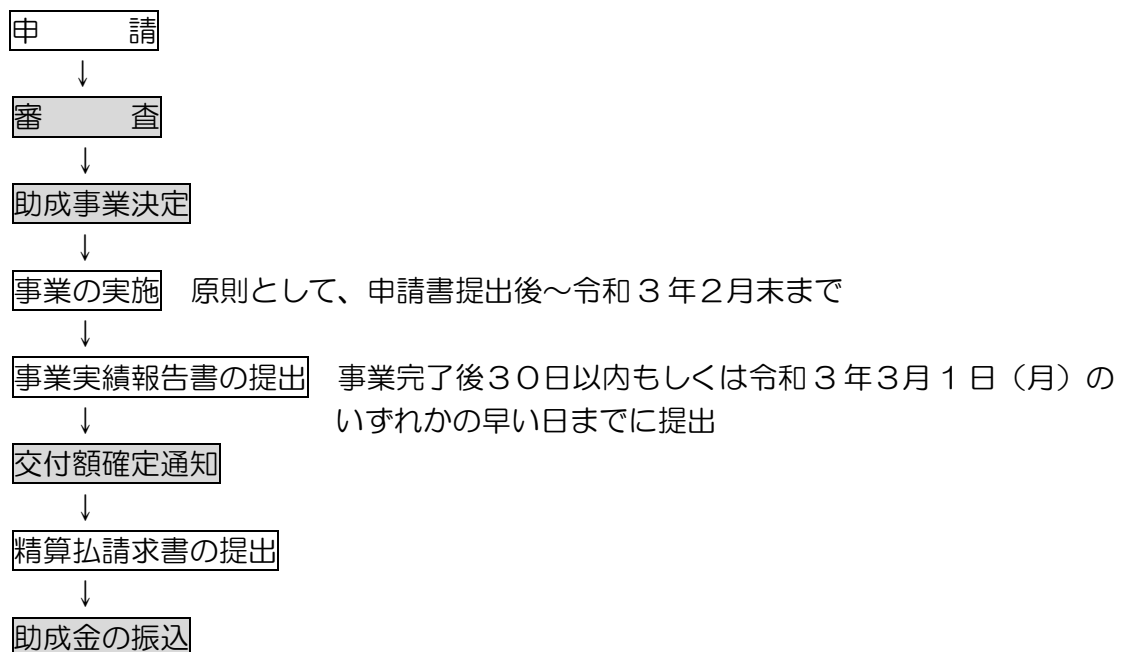 申　　　請
↓
審　　　査
↓
助成事業決定
↓
事業の実施　原則として、申請書提出後～令和３年２月末まで
↓
事業実績報告書の提出　事業完了後３０日以内もしくは令和３年３月１日（月）の
↓　いずれかの早い日までに提出
交付額確定通知
↓
精算払請求書の提出
↓
助成金の振込